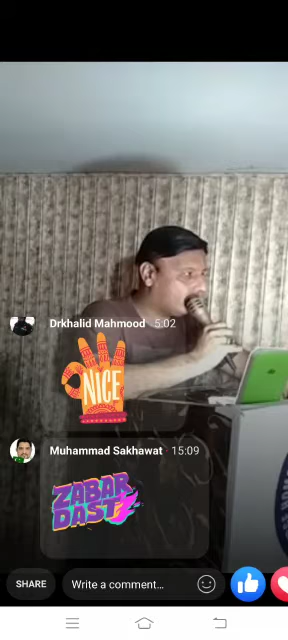 Drkhalid Mahmood 5:02
NICE
Muhammad Sakhawat · 15:09
ZABAR
DAST
SHARE
Write a comment...